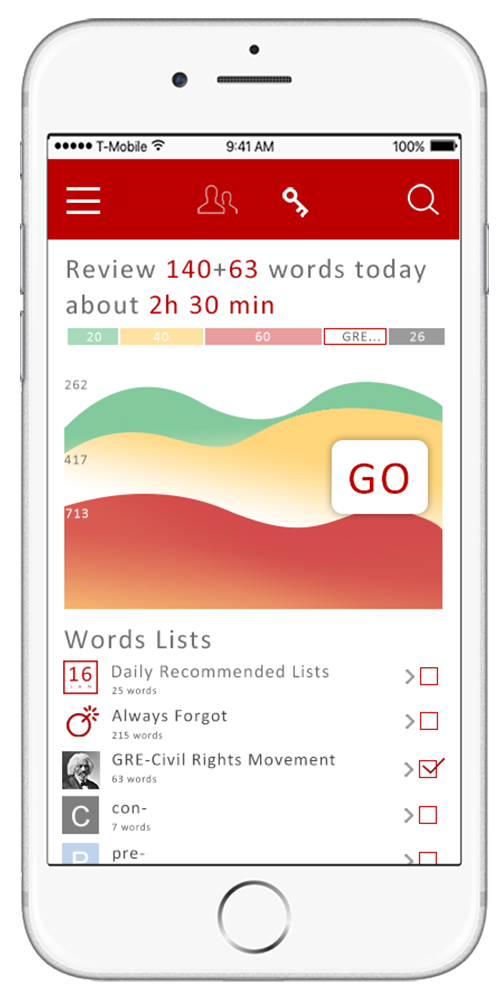 T-Mobile 9:41 AM 100%
Review 140+63 words today
about 2h 30 min
20 40 60 GRE... 26
262
417
GO
713
Words Lists
16 Daily Recommended Lists
JAN
25 words
Always Forgot
215 words
GRE-Civil Rights Movement
63 words
C con-
7 words
P pre-